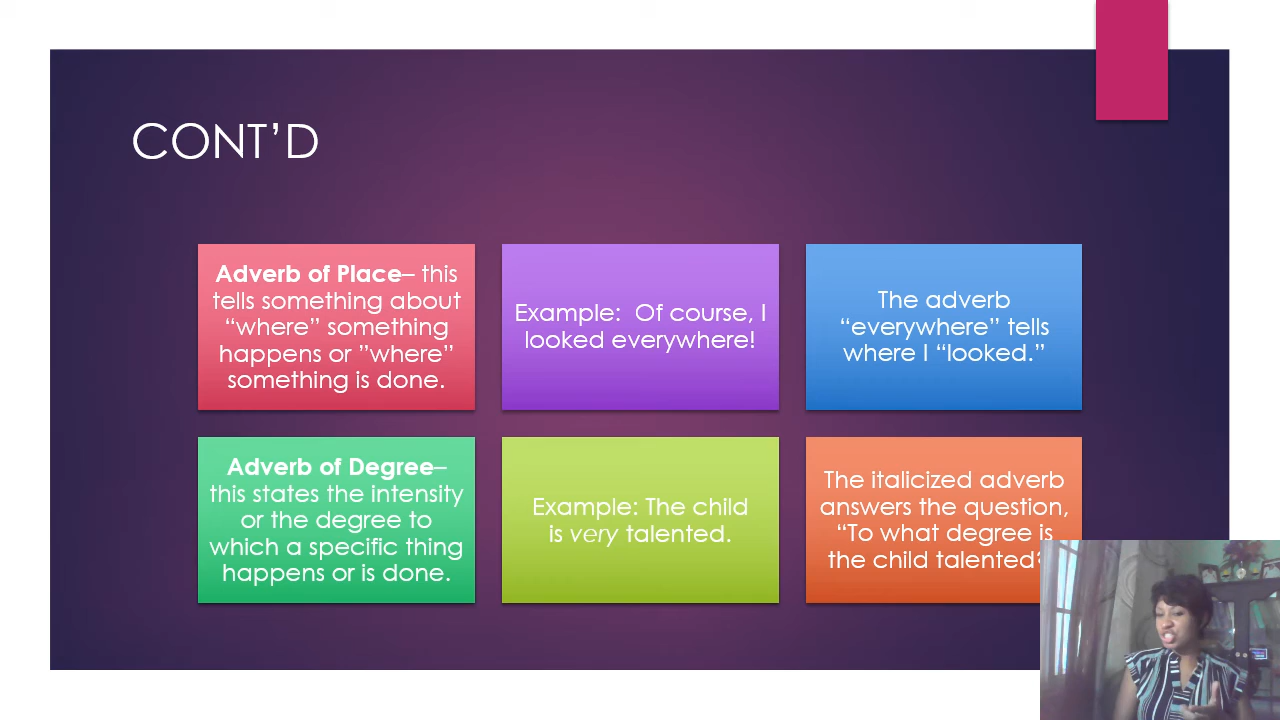 CONT’D
Adverb of Place– this
tells something about
“where” something
happens or ”where”
something is done.
Example:  Of course, I
looked everywhere!
The adverb
“everywhere” tells
where I “looked.”
Adverb of Degree–
this states the intensity
or the degree to
which a specific thing
happens or is done.
Example: The child
is very talented.
The italicized adverb
answers the question,
“To what degree is
the child talented?